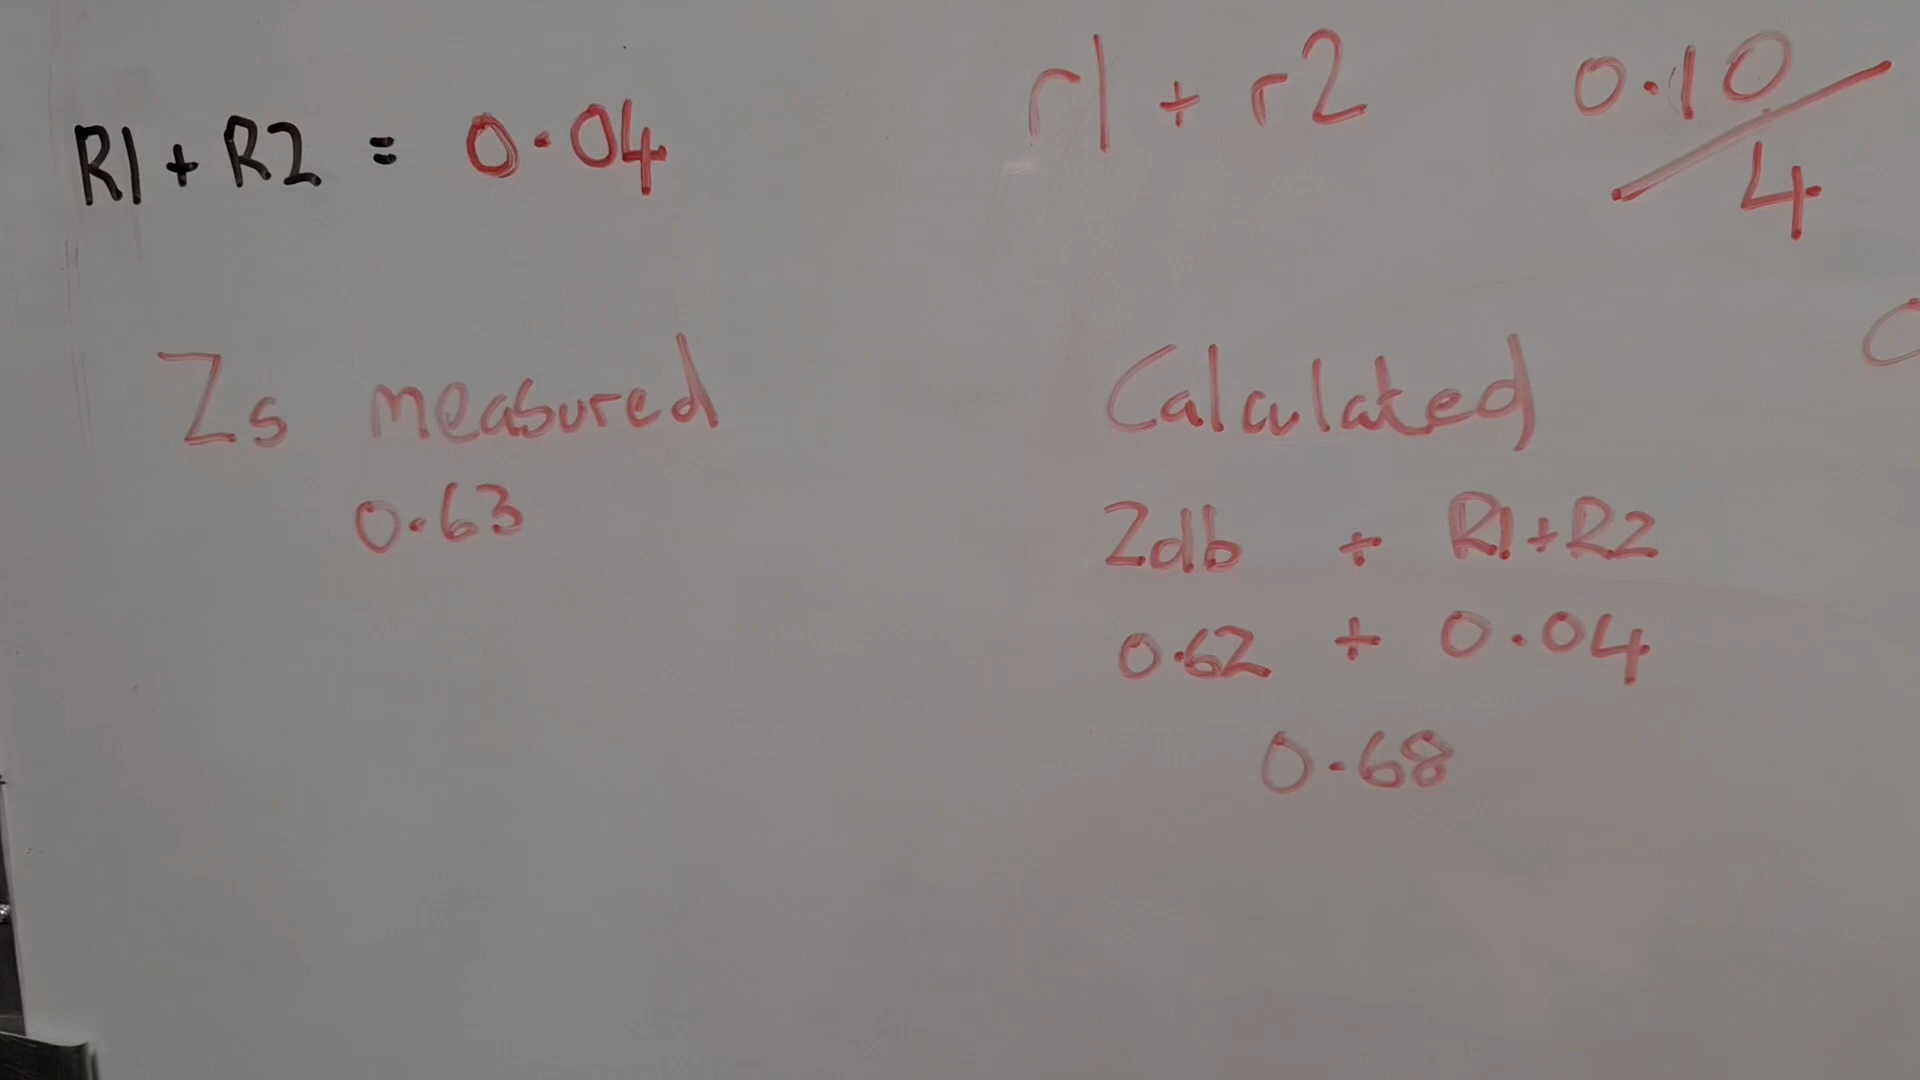 R1 + R2 = 0.04
r1 + r2
0.10
4
Zs measured
0.63
Calculated
Zdb + R1+R2
0.62 + 0.04
0.68